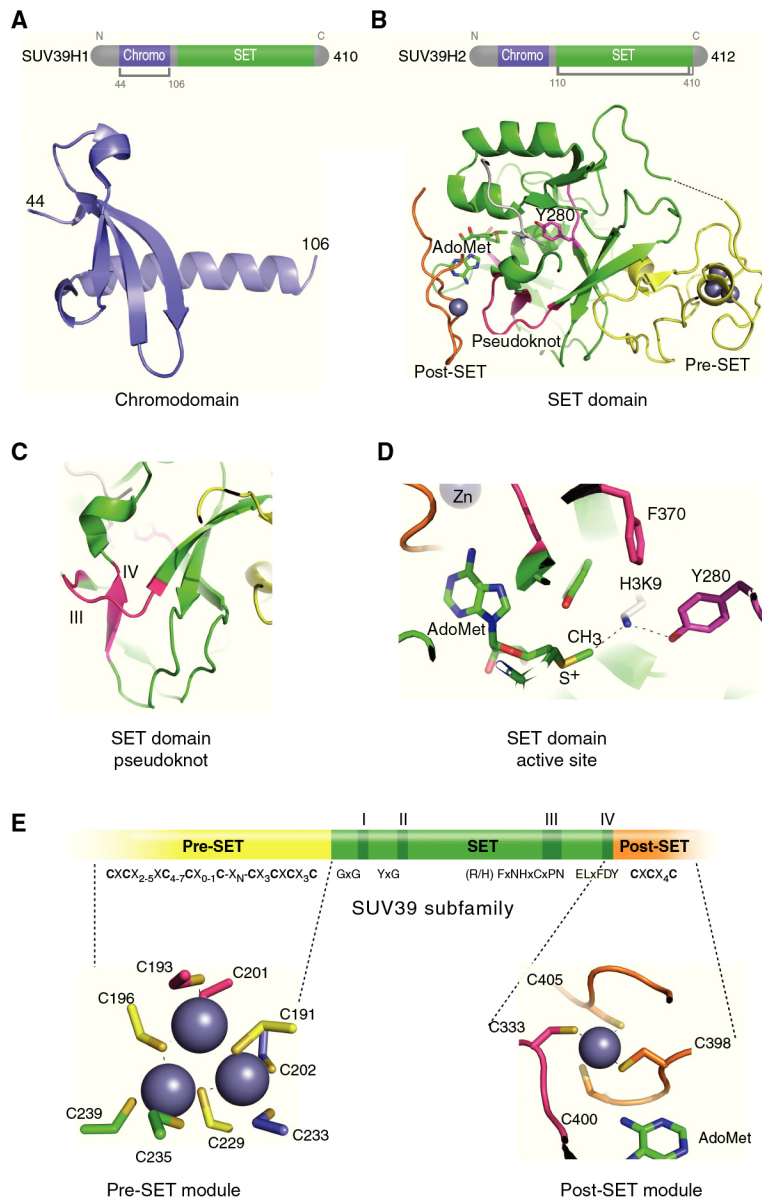 A
N
C
SUV39H1
Chromo
SET
410
44
106
44
106
Chromodomain
B
N
C
SUV39H2
Chromo
SET
412
110
410
Y280
AdoMet
Pseudoknot
Post-SET
Pre-SET
SET domain
C
IV
III
SET domain
pseudoknot
D
Zn
F370
H3K9
Y280
AdoMet
CH3
S+
SET domain
active site
E
I II III IV
Pre-SET SET Post-SET
CXCX2-5XC4-7CX0-1C-XN-CX3CXCX3C GxG YxG (R/H) FxNHxCxPN ELxFDY CXCX4C
SUV39 subfamily
C193
C201
C196
C191
C202
C239
C235
C229
C233
Pre-SET module
C405
C333
C398
C400
AdoMet
Post-SET module